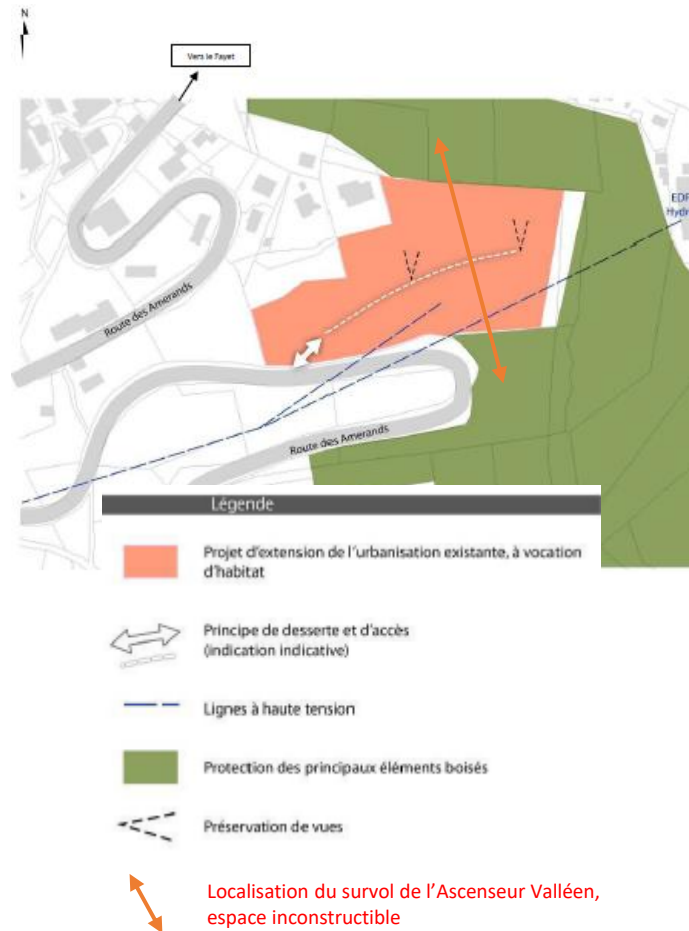 N
Vers le Fayet
EDF
Hydr
Route des Amerands
Route des Amerands
Légende
Projet d'extension de l'urbanisation existante, à vocation
d'habitat
Principe de desserte et d'accès
(indication indicative)
Lignes à haute tension
Protection des principaux éléments boisés
Préservation de vues
Localisation du survol de l'Ascenseur Valléen,
espace inconstructible